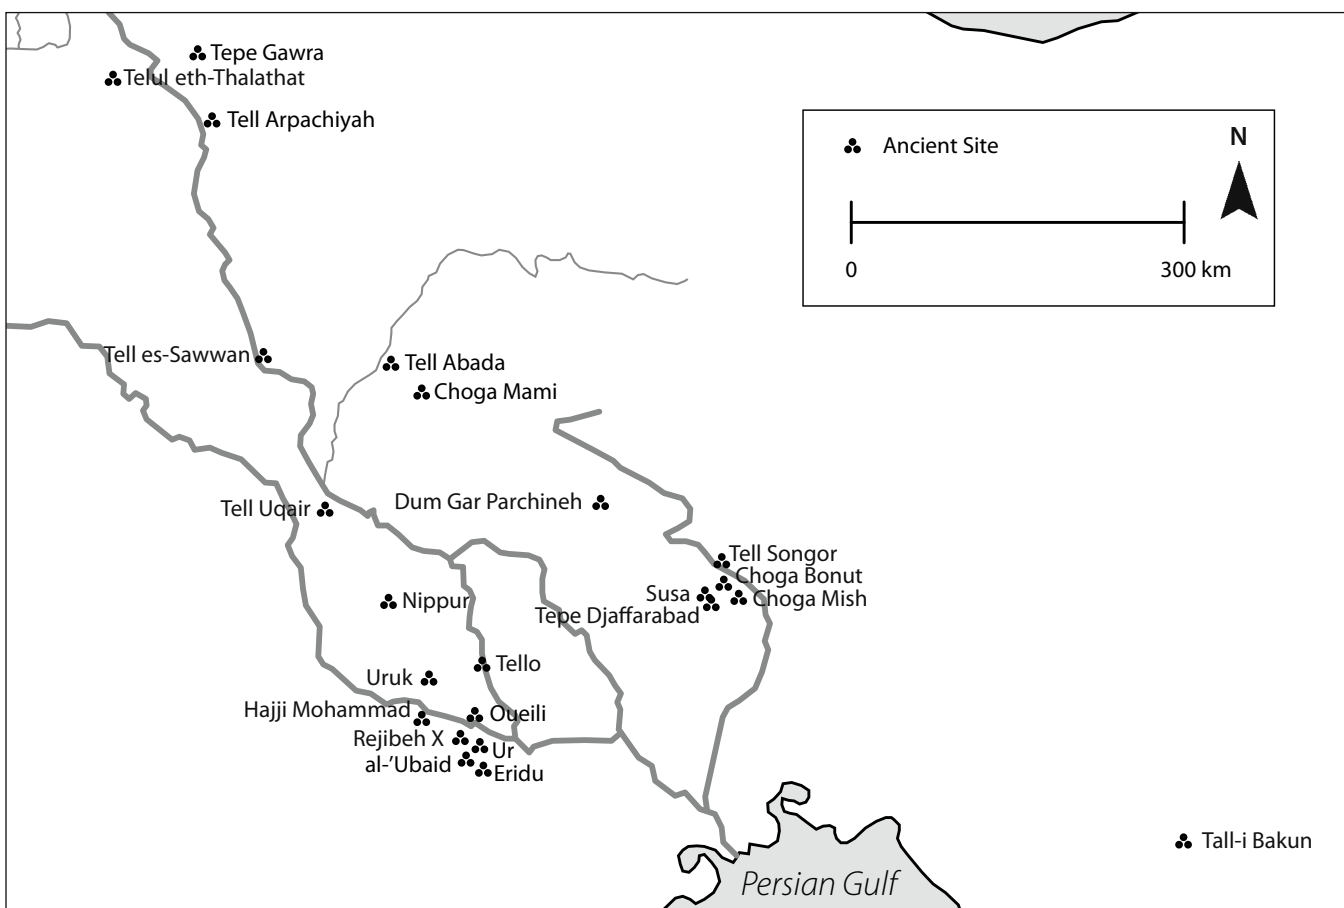 Tepe Gawra
Telul eth-Thalathat
Tell Arpachiyah
Ancient Site
N
0
300 km
Tell es-Sawwan
Tell Abada
Choga Mami
Tell Uqair
Dum Gar Parchineh
Tell Songor
Choga Bonut
Susa
Choga Mish
Tepe Djaffarabad
Nippur
Tello
Uruk
Hajji Mohammad
Oueili
Rejibeh X
Ur
al-'Ubaid
Eridu
Tall-i Bakun
Persian Gulf